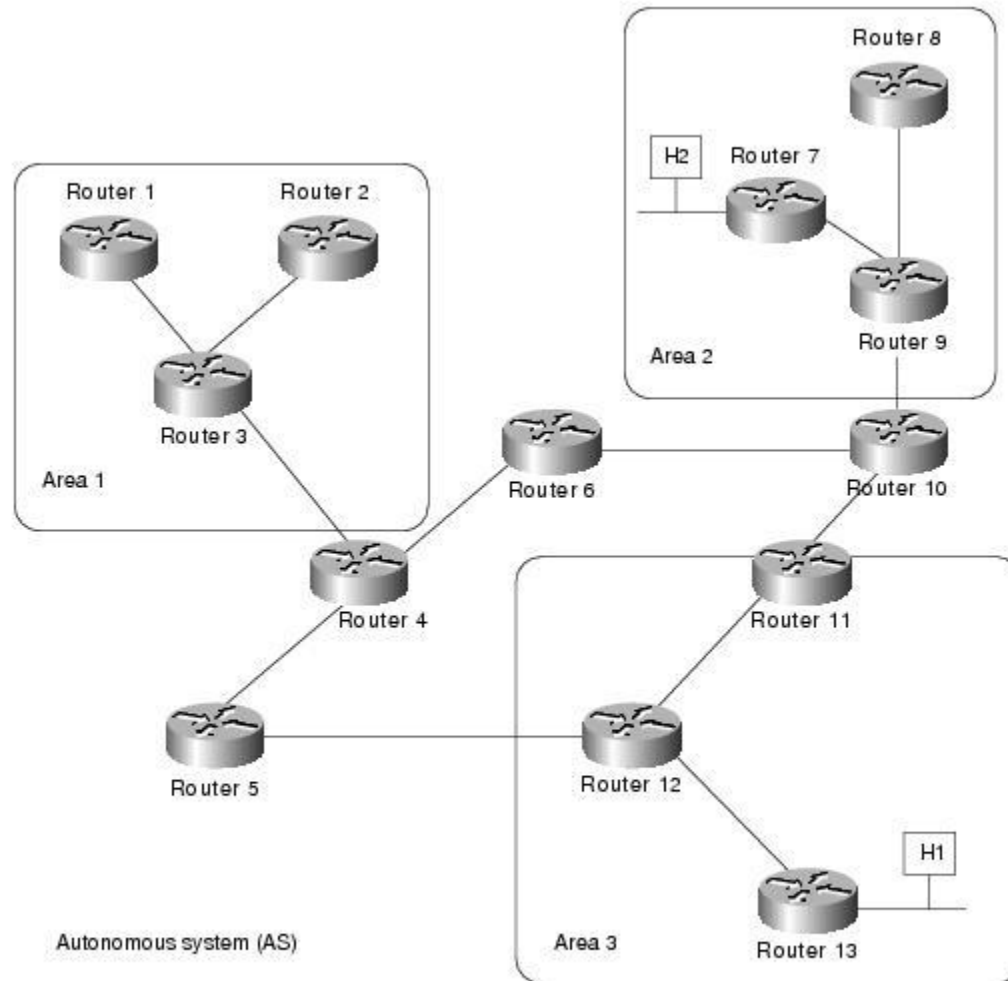 Router 8
H2
Router 7
Router 1
Router 2
Router 9
Area 2
Router 3
Area 1
Router 6
Router 10
Router 4
Router 11
Router 5
Router 12
H1
Autonomous system (AS)
Area 3
Router 13